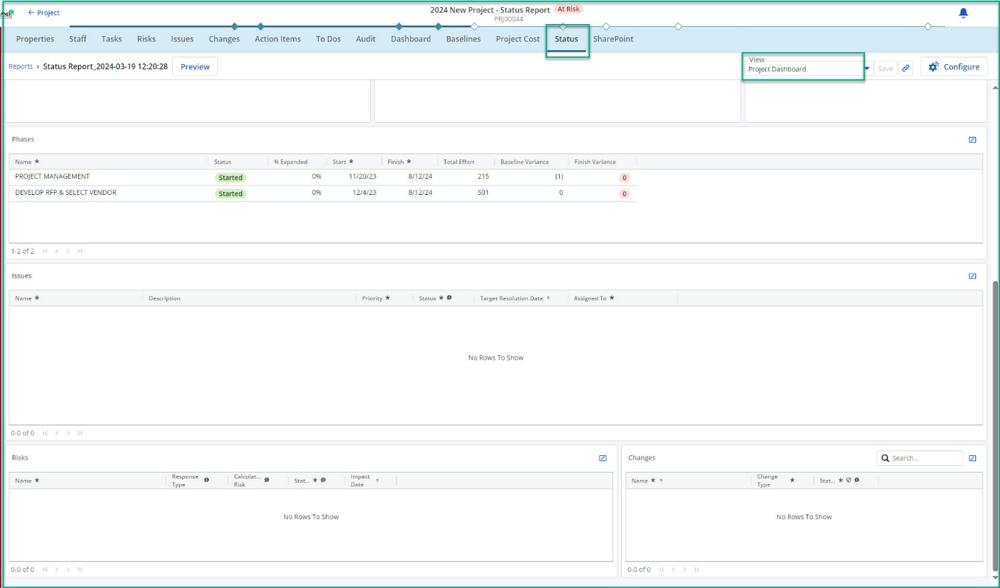 AND
← Project
2024 New Project - Status Report At Risk
PRJ00044
Properties Staff Tasks Risks Issues Changes Action Items To Dos Audit Dashboard Baselines Project Cost Status SharePoint
Reports > Status Report_2024-03-19 12:20:28 Preview
View
Project Dashboard
Save
Configure
Phases
Name * Status % Expended Start * Finish * Total Effort Baseline Variance Finish Variance
PROJECT MANAGEMENT Started 0% 11/20/23 8/12/24 215 (1) 0
DEVELOP RFP & SELECT VENDOR Started 0% 12/4/23 8/12/24 501 0 0
1-2 of 2
Issues
Name * Description Priority * Status * Target Resolution Date ↑ Assigned To *
No Rows To Show
0-0 of 0
Risks
Name * Response Type Calculat... Risk Stat... * Impact Date ↑
No Rows To Show
0-0 of 0
Changes
Search...
Name * ↑ Change Type * Stat... *
No Rows To Show
0-0 of 0